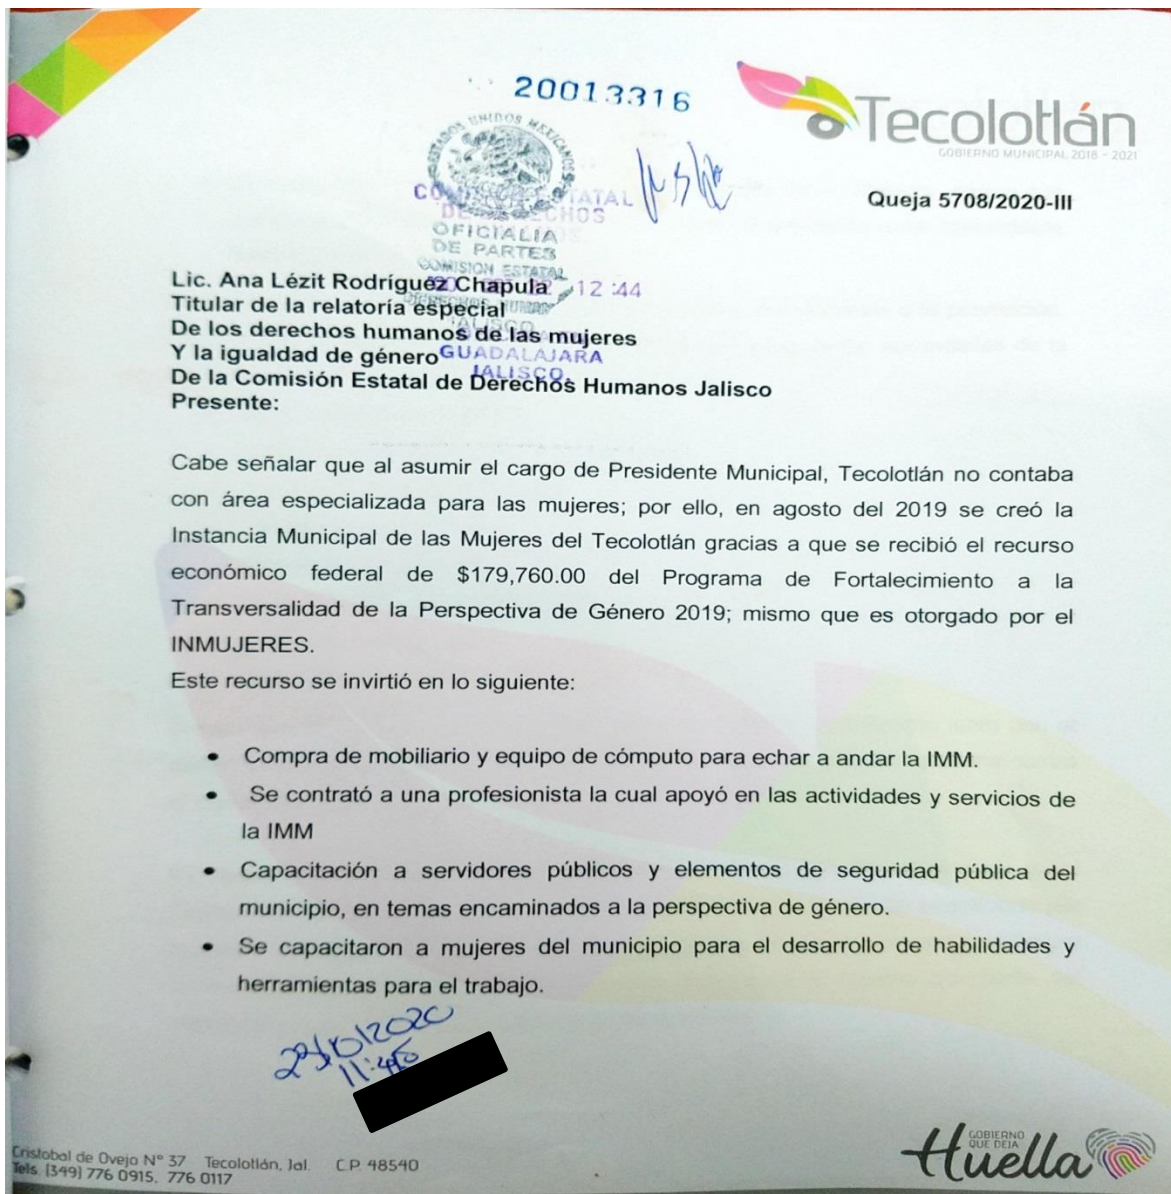 20013316
Tecolotlán
GOBIERNO MUNICIPAL 2018 - 2021
ESTADOS UNIDOS MEXICANOS
Queja 5708/2020-III
OFICIALIA
DE PARTES
COMISION ESTATAL
12:44
Lic. Ana Lézit Rodríguez Chapula
Titular de la relatoría especial
De los derechos humanos de las mujeres
Y la igualdad de género
GUADALAJARA
JALISCO.
De la Comisión Estatal de Derechos Humanos Jalisco
Presente:
Cabe señalar que al asumir el cargo de Presidente Municipal, Tecolotlán no contaba
con área especializada para las mujeres; por ello, en agosto del 2019 se creó la
Instancia Municipal de las Mujeres del Tecolotlán gracias a que se recibió el recurso
económico federal de $179,760.00 del Programa de Fortalecimiento a la
Transversalidad de la Perspectiva de Género 2019; mismo que es otorgado por el
INMUJERES.
Este recurso se invirtió en lo siguiente:
• Compra de mobiliario y equipo de cómputo para echar a andar la IMM.
• Se contrató a una profesionista la cual apoyó en las actividades y servicios de
la IMM
• Capacitación a servidores públicos y elementos de seguridad pública del
municipio, en temas encaminados a la perspectiva de género.
• Se capacitaron a mujeres del municipio para el desarrollo de habilidades y
herramientas para el trabajo.
Cristobal de Oveja N° 37 Tecolotlán, Jal. C.P. 48540
Tels. (349) 776 0915, 776 0117
GOBIERNO
QUE DEJA
Huella